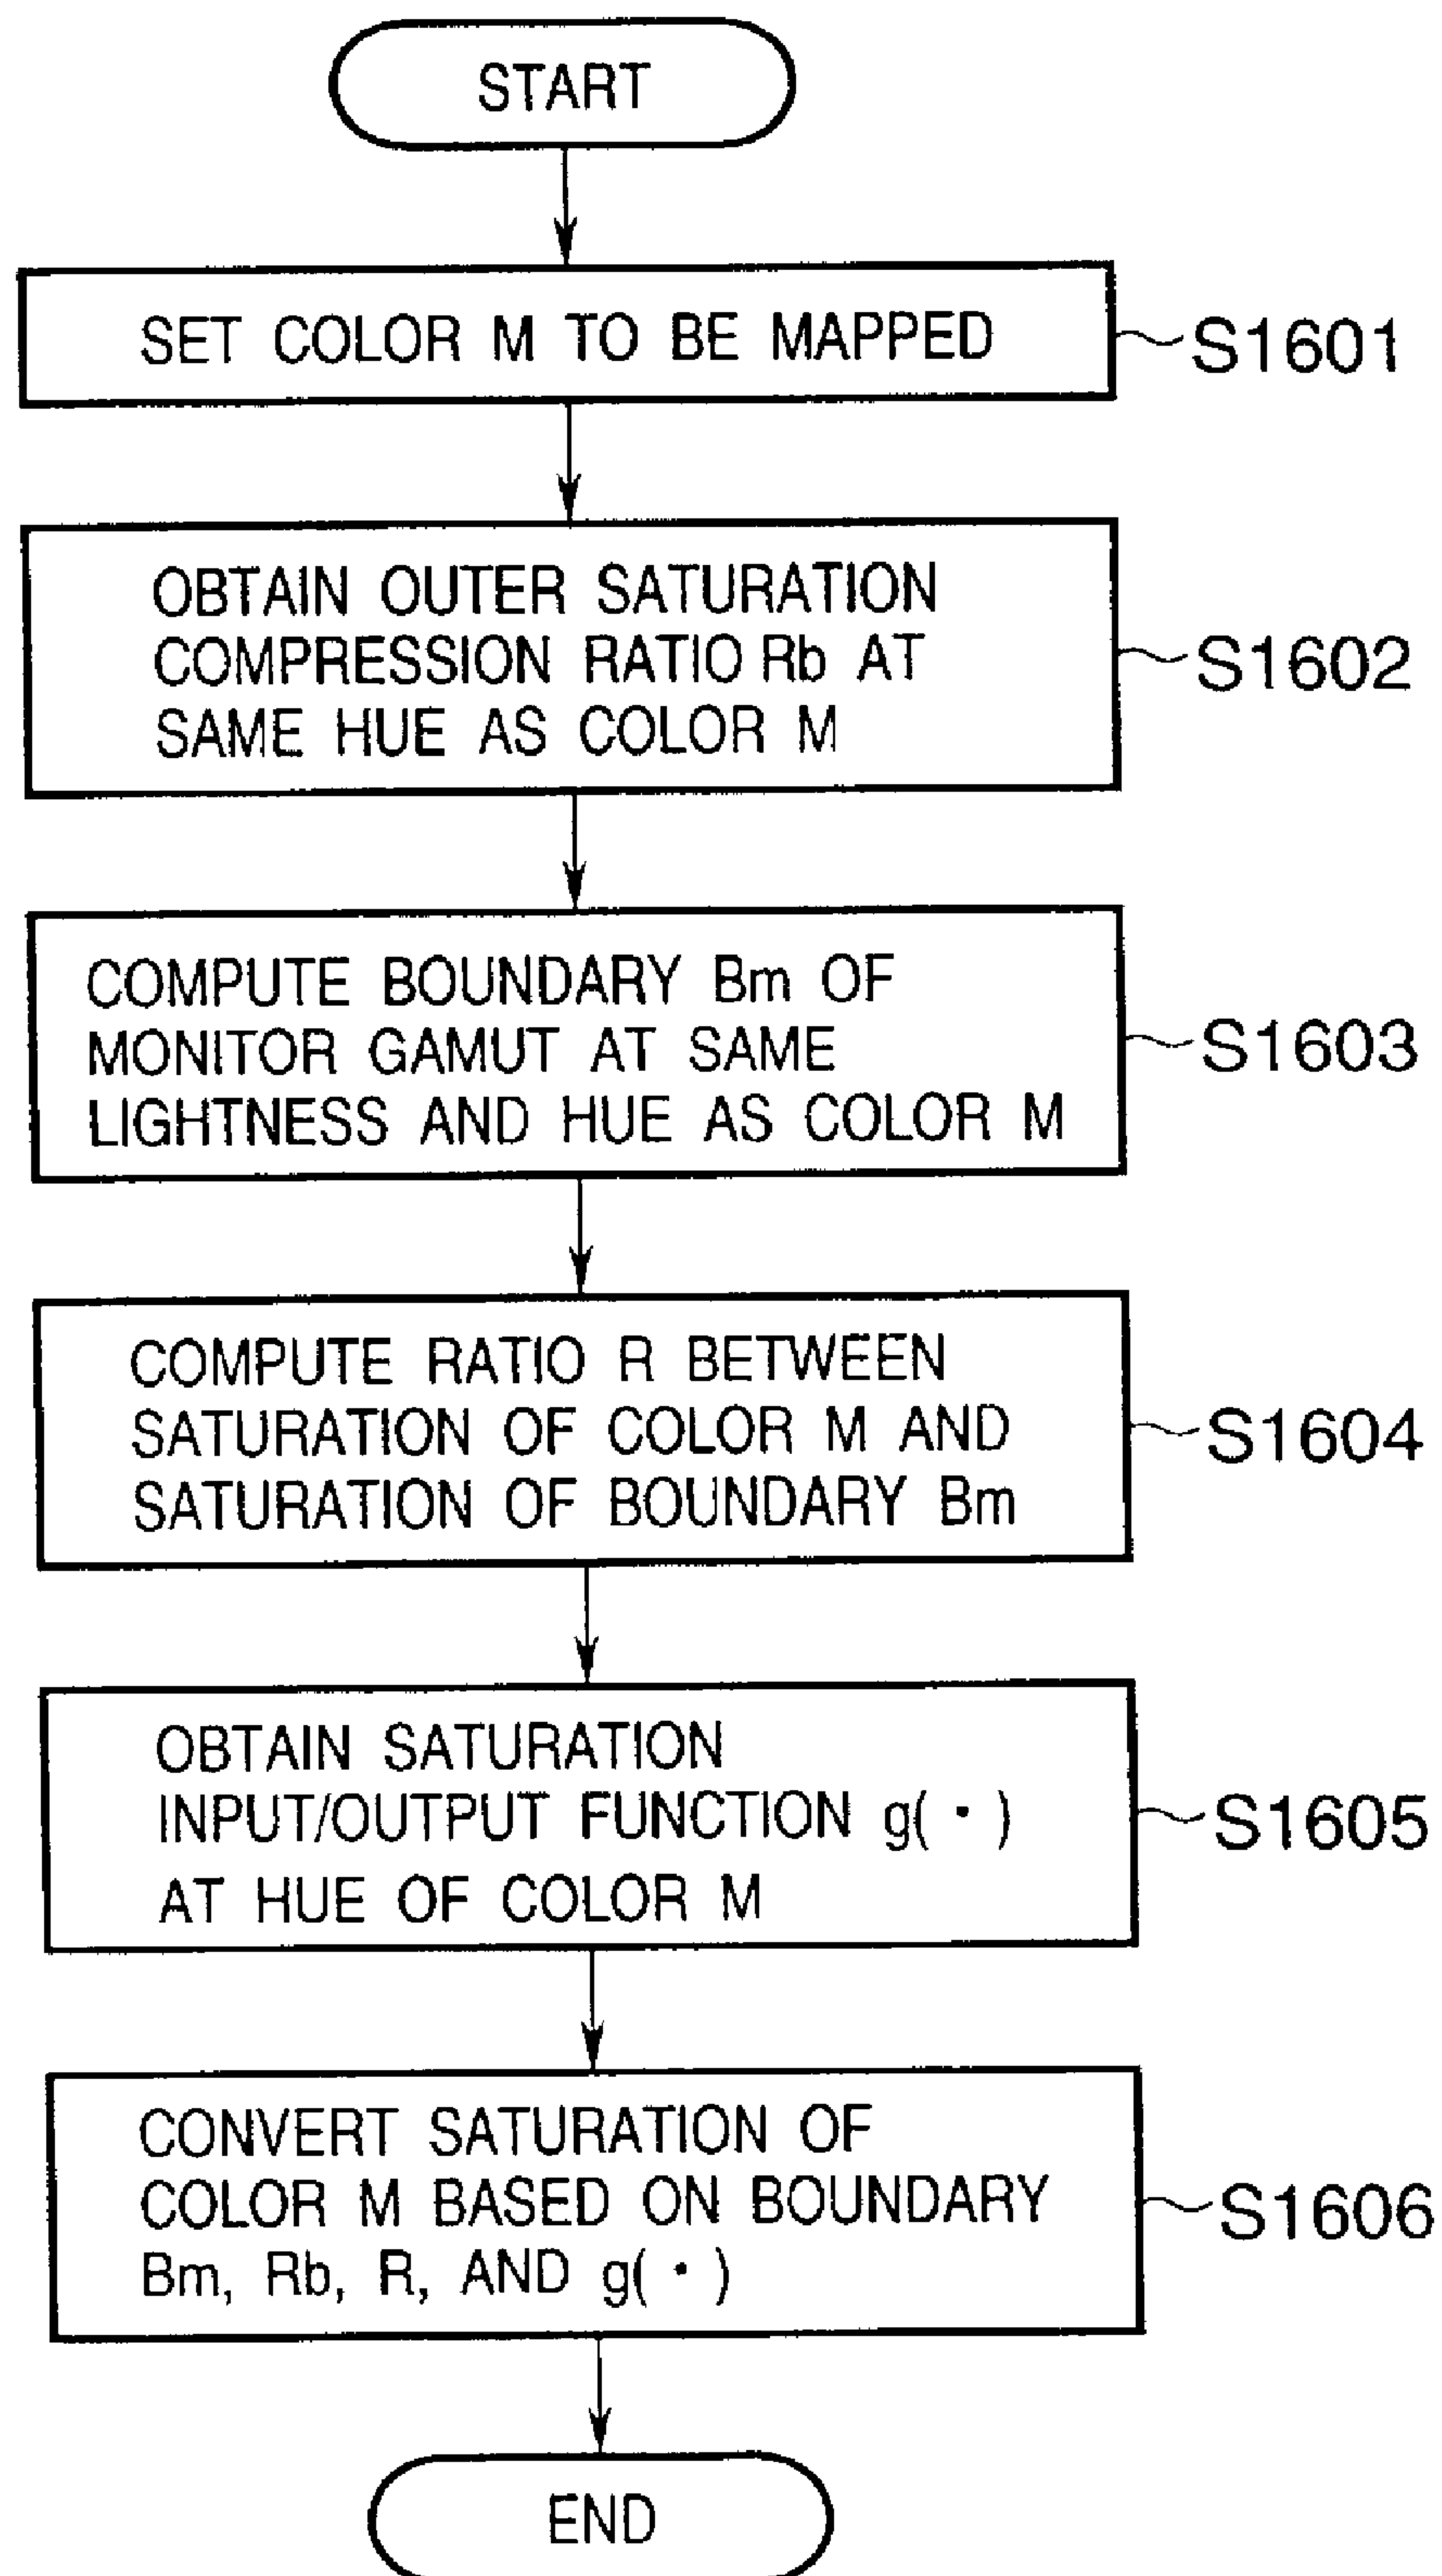 START
SET COLOR M TO BE MAPPED
S1601
OBTAIN OUTER SATURATION
COMPRESSION RATIO Rb AT
SAME HUE AS COLOR M
S1602
COMPUTE BOUNDARY Bm OF
MONITOR GAMUT AT SAME
LIGHTNESS AND HUE AS COLOR M
S1603
COMPUTE RATIO R BETWEEN
SATURATION OF COLOR M AND
SATURATION OF BOUNDARY Bm
S1604
OBTAIN SATURATION
INPUT/OUTPUT FUNCTION g( · )
AT HUE OF COLOR M
S1605
CONVERT SATURATION OF
COLOR M BASED ON BOUNDARY
Bm, Rb, R, AND g( · )
S1606
END